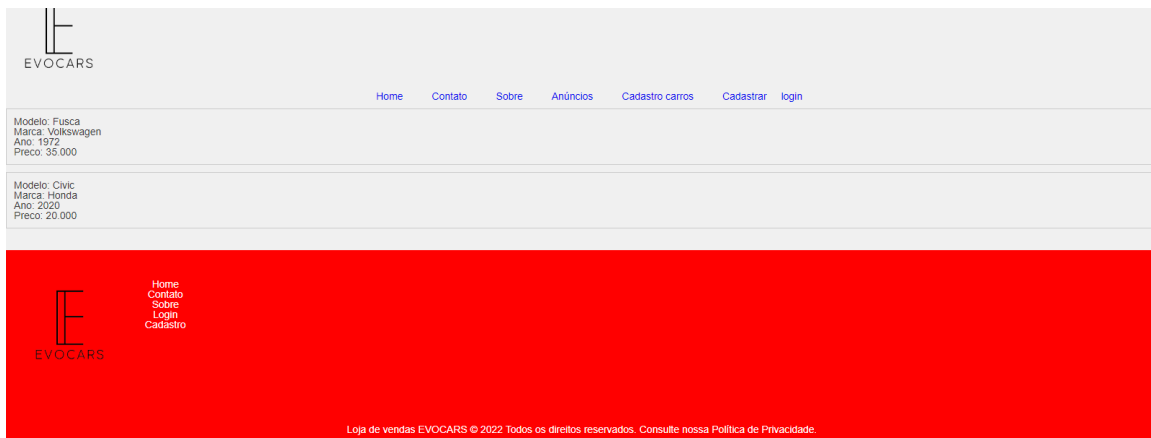 EVOCARS
Home Contato Sobre Anúncios Cadastro carros Cadastrar login
Modelo: Fusca
Marca: Volkswagen
Ano: 1972
Preco: 35.000
Modelo: Civic
Marca: Honda
Ano: 2020
Preco: 20.000
Home
Contato
Sobre
Login
Cadastro
EVOCARS
Loja de vendas EVOCARS © 2022 Todos os direitos reservados. Consulte nossa Política de Privacidade.